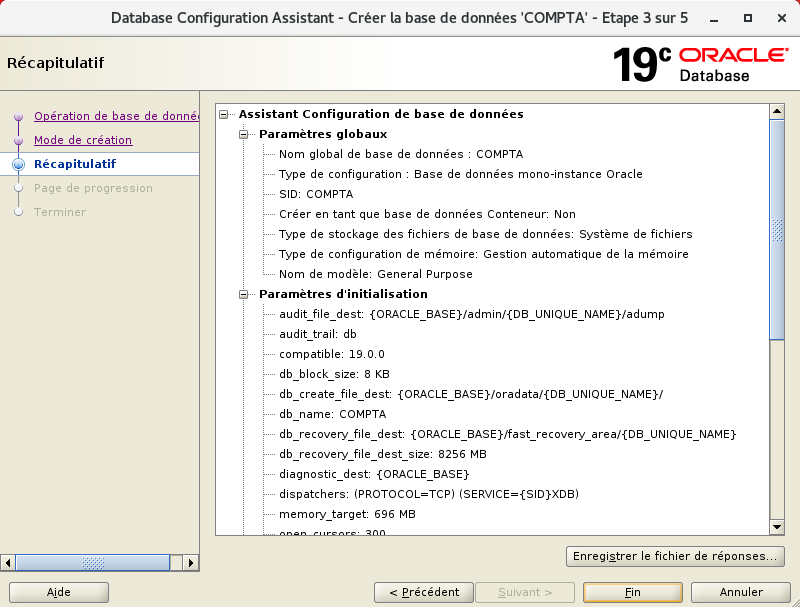 Database Configuration Assistant - Créer la base de données 'COMPTA' - Etape 3 sur 5
Récapitulatif
19c ORACLE Database
Opération de base de donné
Mode de création
Récapitulatif
Page de progression
Terminer
Assistant Configuration de base de données
Paramètres globaux
Nom global de base de données : COMPTA
Type de configuration : Base de données mono-instance Oracle
SID: COMPTA
Créer en tant que base de données Conteneur: Non
Type de stockage des fichiers de base de données: Système de fichiers
Type de configuration de mémoire: Gestion automatique de la mémoire
Nom de modèle: General Purpose
Paramètres d'initialisation
audit_file_dest: {ORACLE_BASE}/admin/{DB_UNIQUE_NAME}/adump
audit_trail: db
compatible: 19.0.0
db_block_size: 8 KB
db_create_file_dest: {ORACLE_BASE}/oradata/{DB_UNIQUE_NAME}/
db_name: COMPTA
db_recovery_file_dest: {ORACLE_BASE}/fast_recovery_area/{DB_UNIQUE_NAME}
db_recovery_file_dest_size: 8256 MB
diagnostic_dest: {ORACLE_BASE}
dispatchers: (PROTOCOL=TCP) (SERVICE={SID}XDB)
memory_target: 696 MB
open_cursors: 300
Enregistrer le fichier de réponses...
Aide
< Précédent
Suivant >
Fin
Annuler